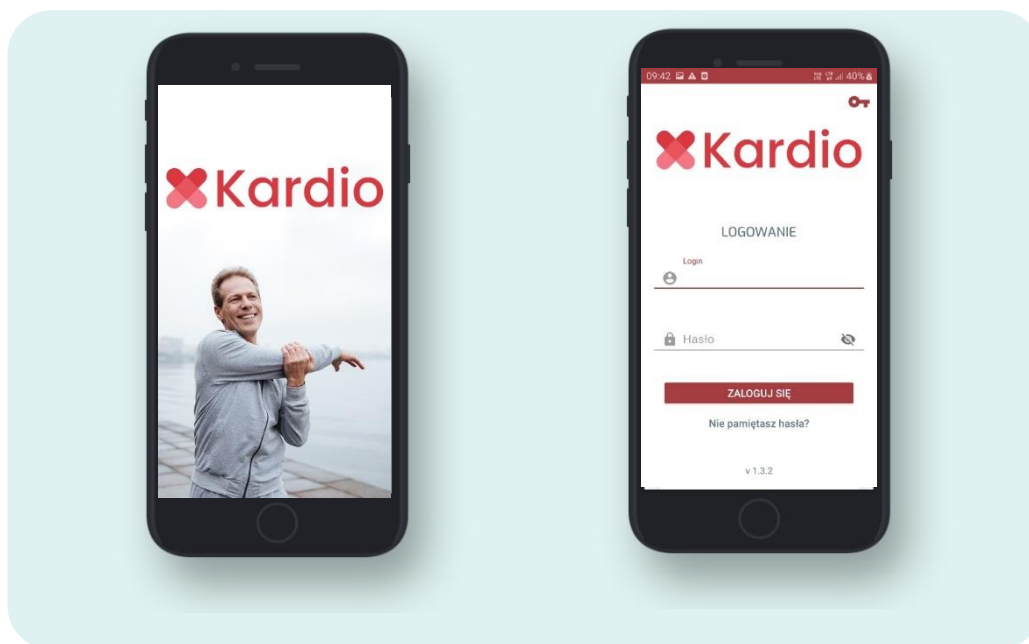 Kardio
09:42 40%
Kardio
LOGOWANIE
Login
Hasło
ZALOGUJ SIĘ
Nie pamiętasz hasła?
v 1.3.2